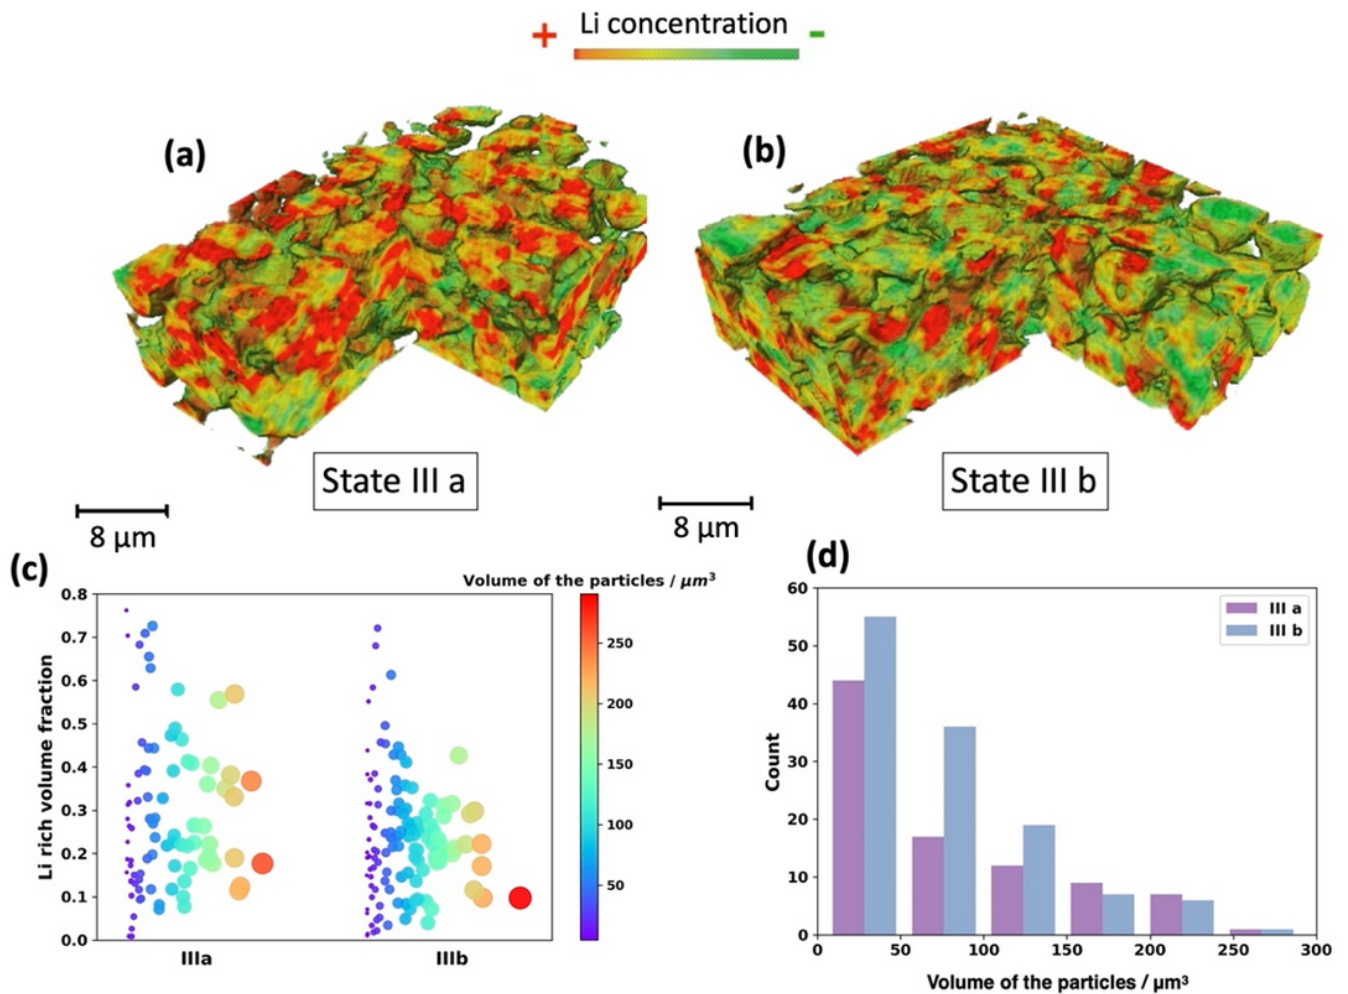 + Li concentration -
(a)
(b)
State III a
State III b
8 µm
8 µm
(c)
Volume of the particles / µm³
0.8
0.7
0.6
0.5
0.4
0.3
0.2
0.1
0.0
Li rich volume fraction
IIIa
IIIb
250
200
150
100
50
(d)
60
50
40
30
20
10
0
Count
III a
III b
0 50 100 150 200 250 300
Volume of the particles / µm³